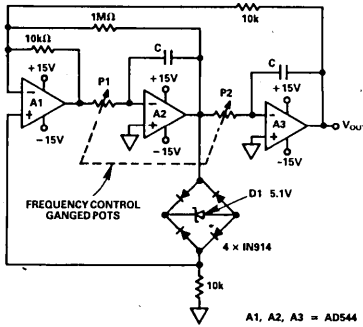 10k
1MΩ
10kΩ
C
C
+15V
P1
+15V
P2
+15V
−
A1
+
−
A2
+
−
A3
+
VOUT
−15V
−15V
−15V
FREQUENCY CONTROL
GANGED POTS
D1 5.1V
4 × IN914
10k
A1, A2, A3 = AD544